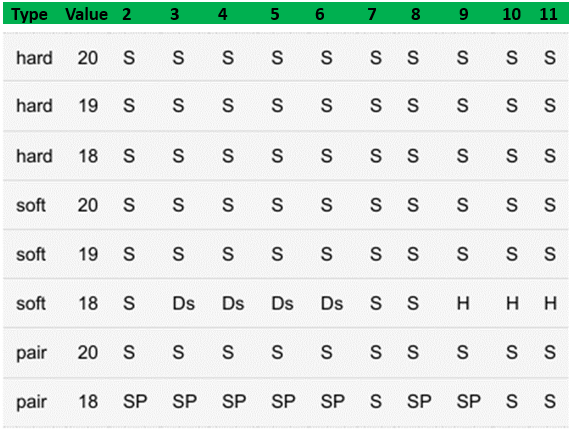 Type Value 2 3 4 5 6 7 8 9 10 11
hard 20 S S S S S S S S S S
hard 19 S S S S S S S S S S
hard 18 S S S S S S S S S S
soft 20 S S S S S S S S S S
soft 19 S S S S S S S S S S
soft 18 S Ds Ds Ds Ds S S H H H
pair 20 S S S S S S S S S S
pair 18 SP SP SP SP SP S SP SP S S